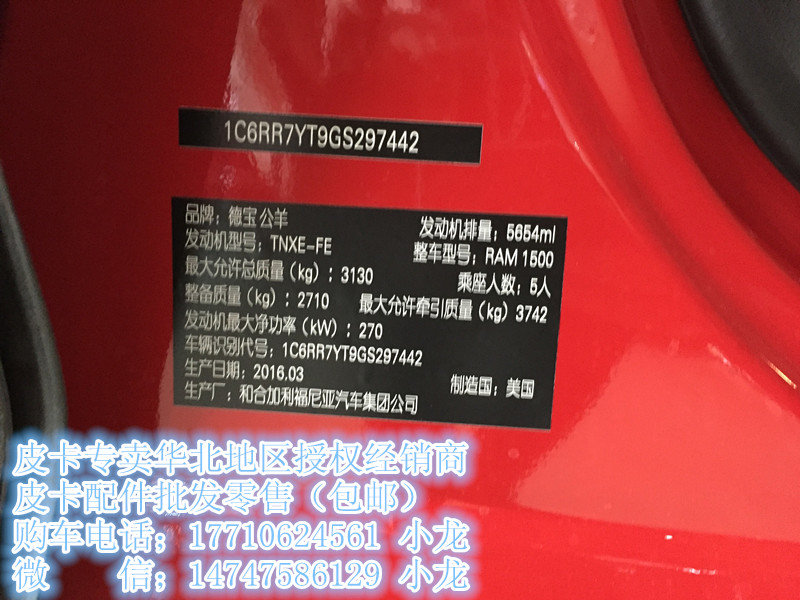 1C6RR7YT9GS297442
品牌：德宝公羊
发动机排量：5654ml
发动机型号：TNXE-FE
整车型号：RAM 1500
最大允许总质量（kg）：3130
乘座人数：5人
整备质量（kg）：2710
最大允许牵引质量（kg）3742
发动机最大净功率（kW）：270
车辆识别代号：1C6RR7YT9GS297442
生产日期：2016.03
制造国：美国
生产厂：和合加利福尼亚汽车集团公司
皮卡专卖华北地区授权经销商
皮卡配件批发零售（包邮）
购车电话；17710624561 小龙
微 信；14747586129 小龙